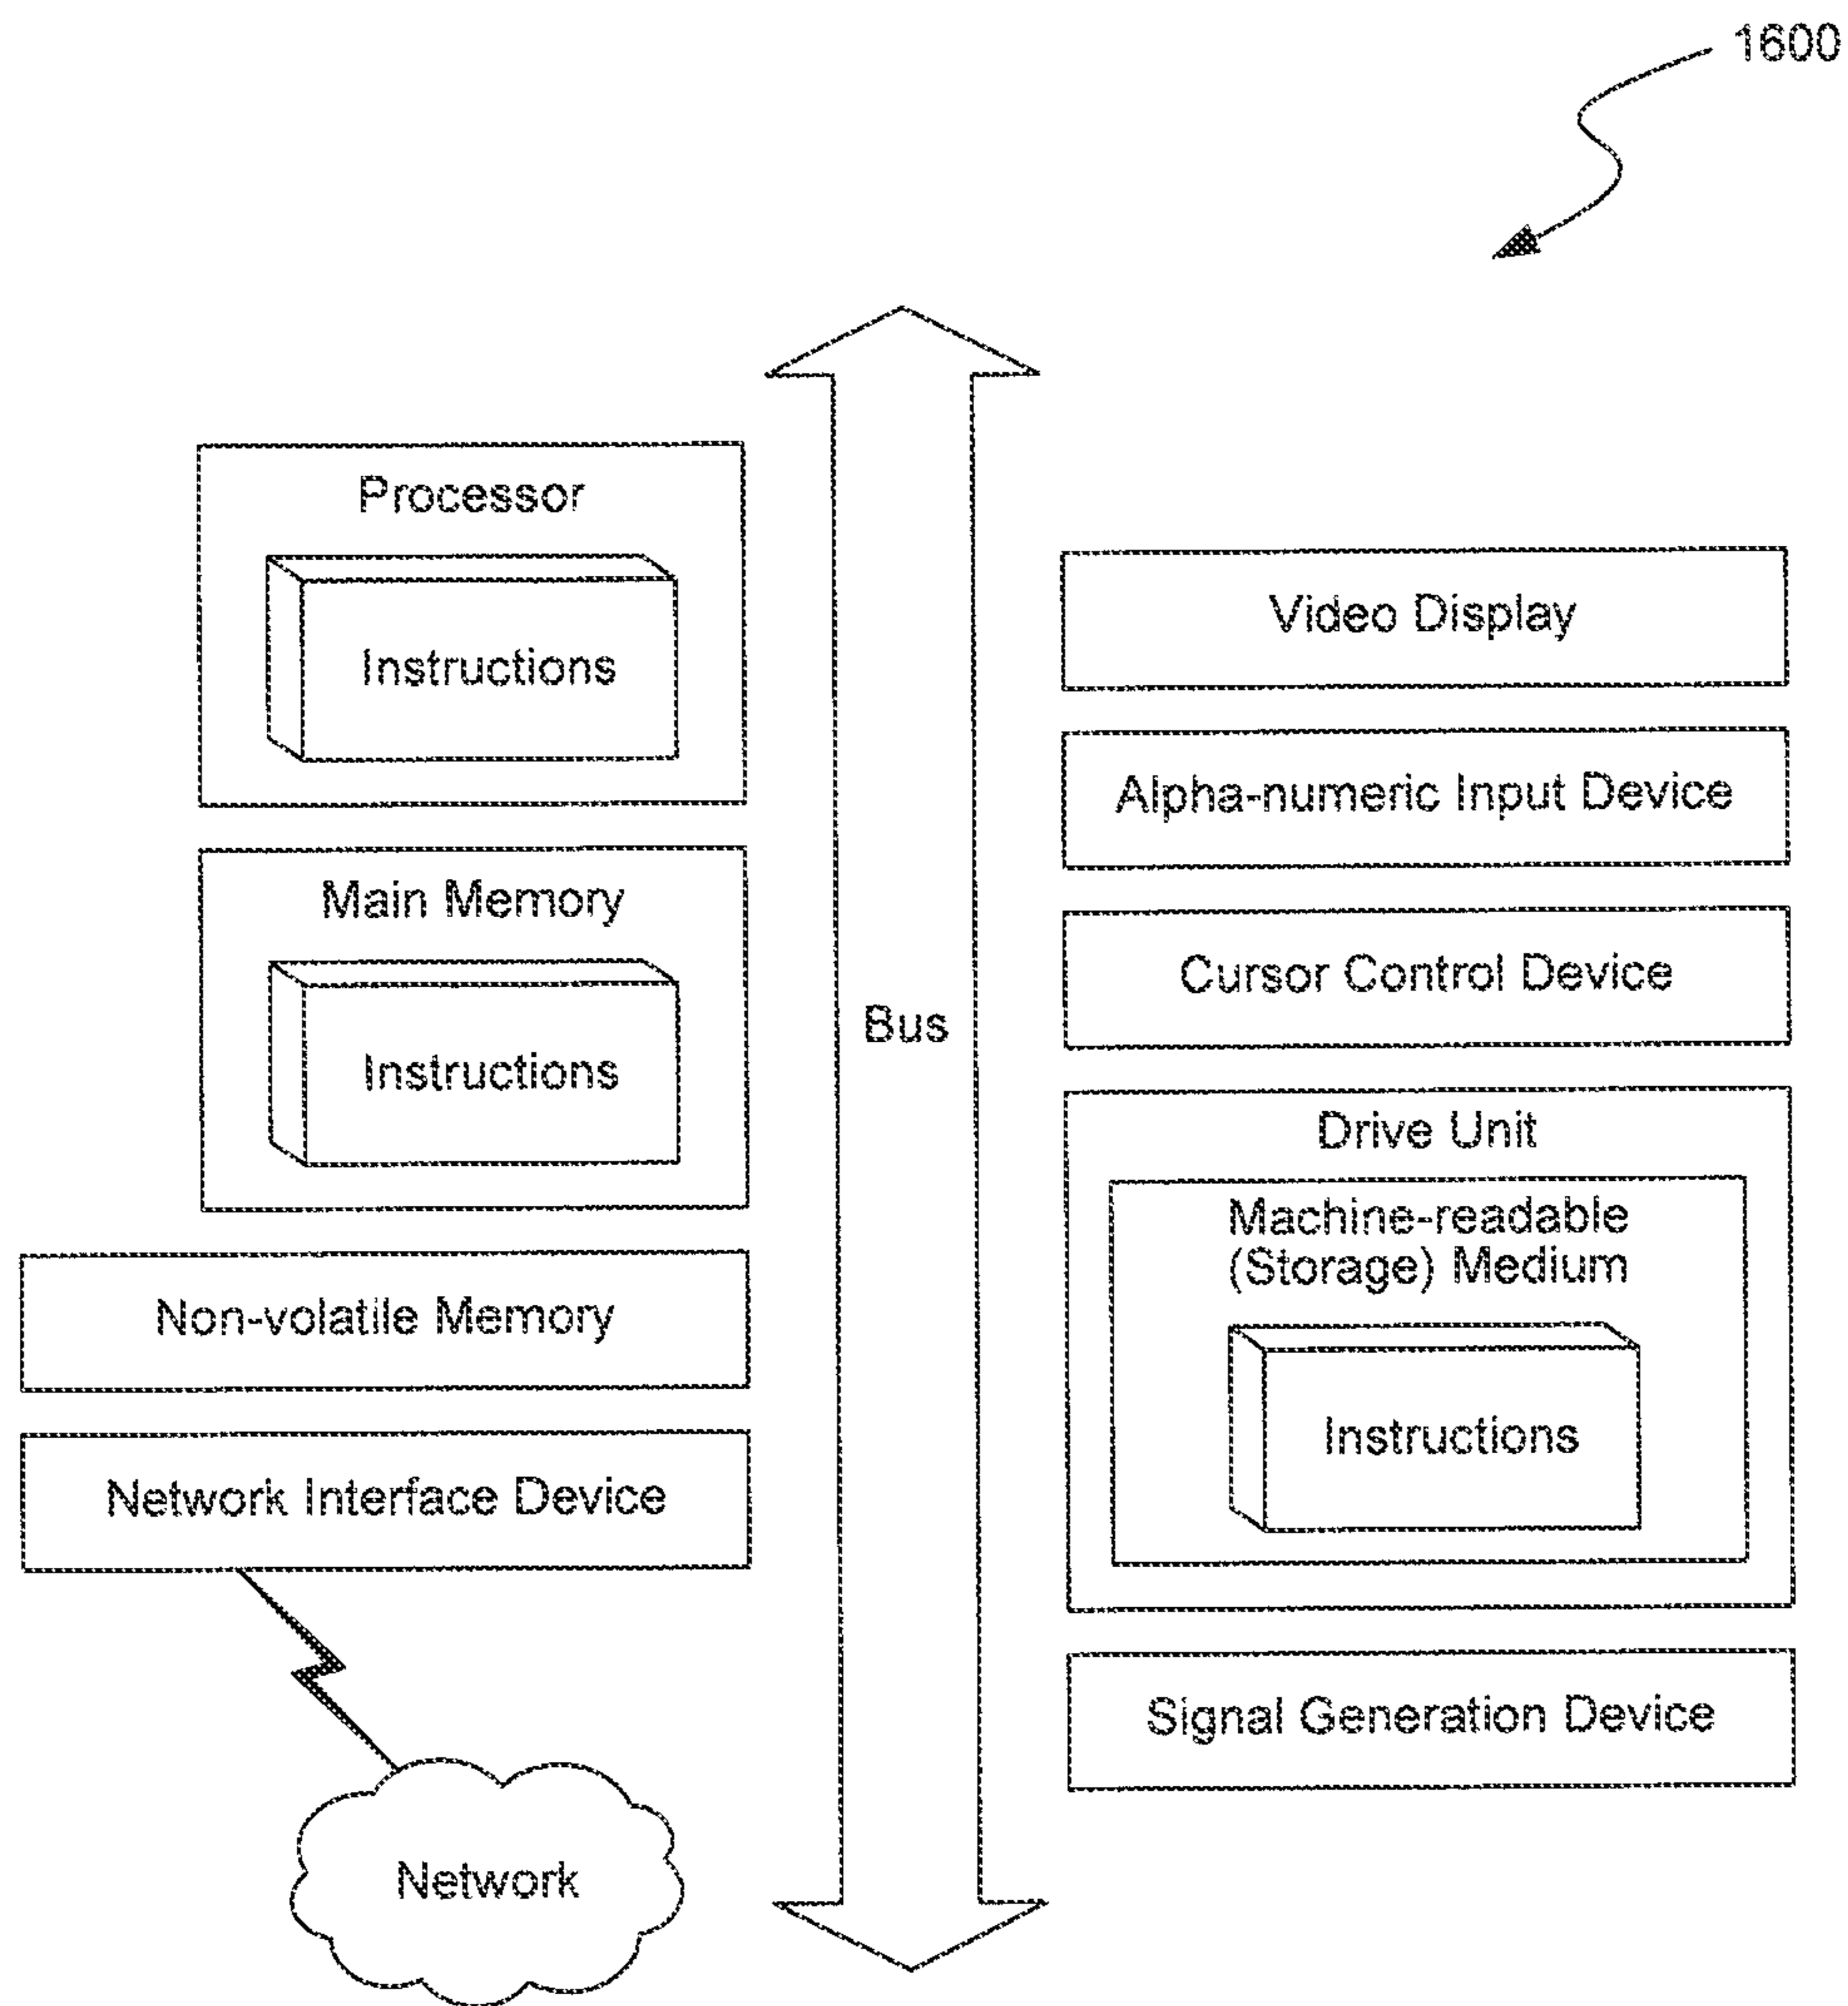 1600
Processor
Instructions
Main Memory
Instructions
Non-volatile Memory
Network Interface Device
Network
Bus
Video Display
Alpha-numeric Input Device
Cursor Control Device
Drive Unit
Machine-readable
(Storage) Medium
Instructions
Signal Generation Device